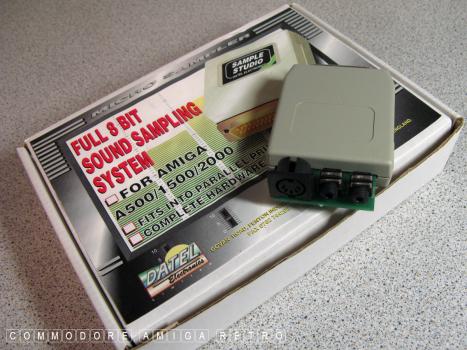 MICRO SAMPLER
SAMPLE
STUDIO
FULL 8 BIT
SOUND SAMPLING
SYSTEM
FOR AMIGA
A500/1500/2000
FITS INTO PARALLEL
COMPLETE HARDWARE
DATEL
Electronics
ENGLAND.
COMMODORE AMIGA RETRO